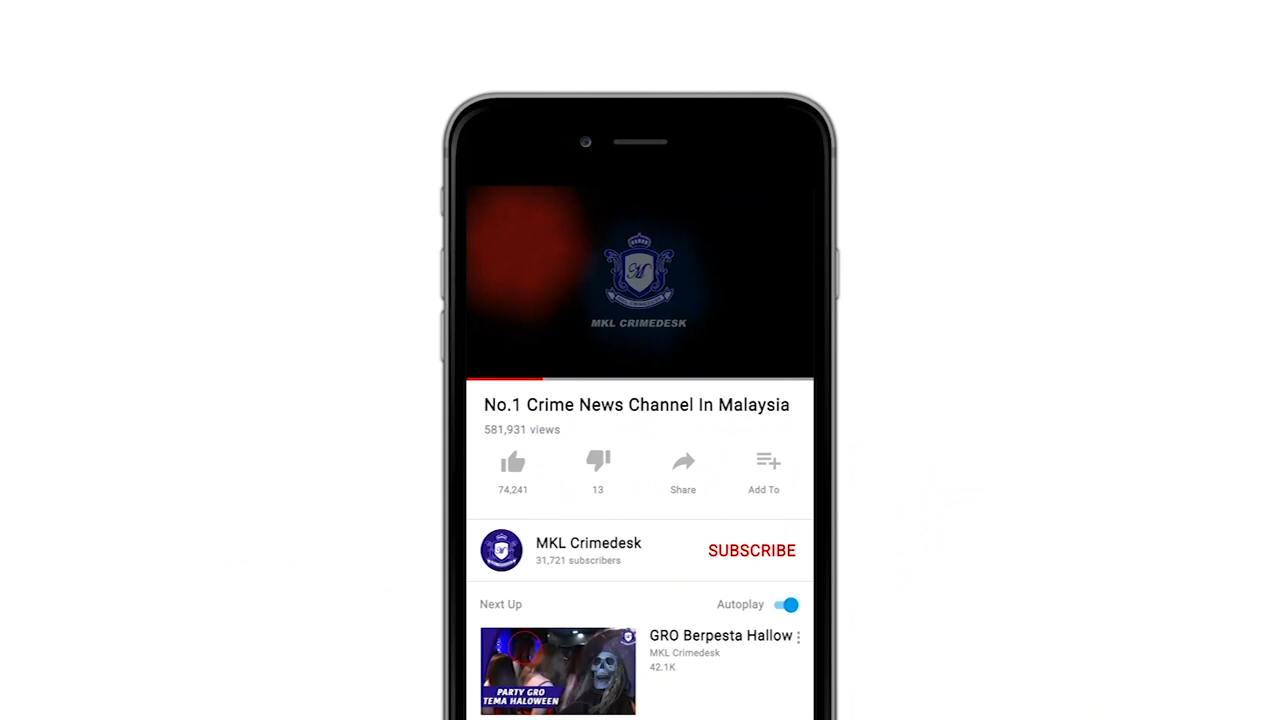 M
MKL CRIMEDESK
MKL CRIMEDESK
No.1 Crime News Channel In Malaysia
581,931 views
74,241
13
Share
Add To
MKL Crimedesk
31,721 subscribers
SUBSCRIBE
Next Up
Autoplay
GRO Berpesta Hallow
MKL Crimedesk
42.1K
PARTY GRO
TEMA HALOWEEN